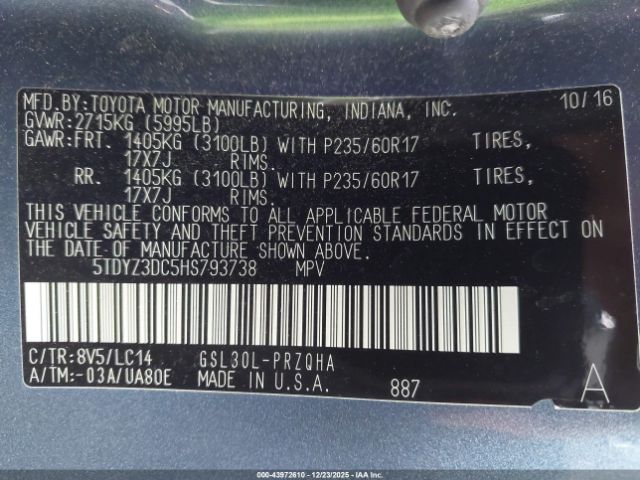 MFD.BY:TOYOTA MOTOR MANUFACTURING, INDIANA, INC. 10/16
GVWR:2715KG (5995LB)
GAWR:FRT. 1405KG (3100LB) WITH P235/60R17 TIRES,
17X7J RIMS.
RR. 1405KG (3100LB) WITH P235/60R17 TIRES,
17X7J RIMS.
THIS VEHICLE CONFORMS TO ALL APPLICABLE FEDERAL MOTOR
VEHICLE SAFETY AND THEFT PREVENTION STANDARDS IN EFFECT ON
THE DATE OF MANUFACTURE SHOWN ABOVE.
5TDYZ3DC5HS793738 MPV
C/TR:8V5/LC14 GSL30L-PRZQHA
A/TM:-03A/UA80E MADE IN U.S.A. 887 A
00-43972610 - 12/23/2025 - IAAI.COM